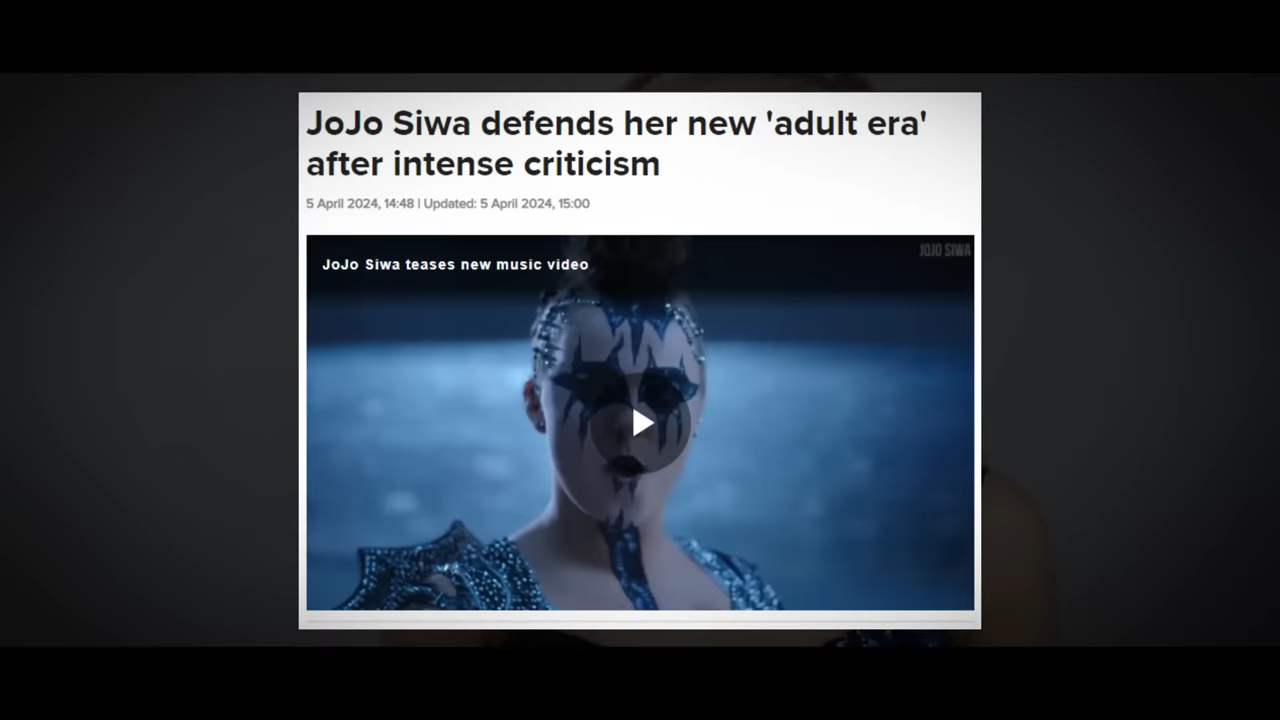 JoJo Siwa defends her new 'adult era'
after intense criticism
5 April 2024, 14:48 | Updated: 5 April 2024, 15:00
JoJo Siwa teases new music video
JOJO SIWA